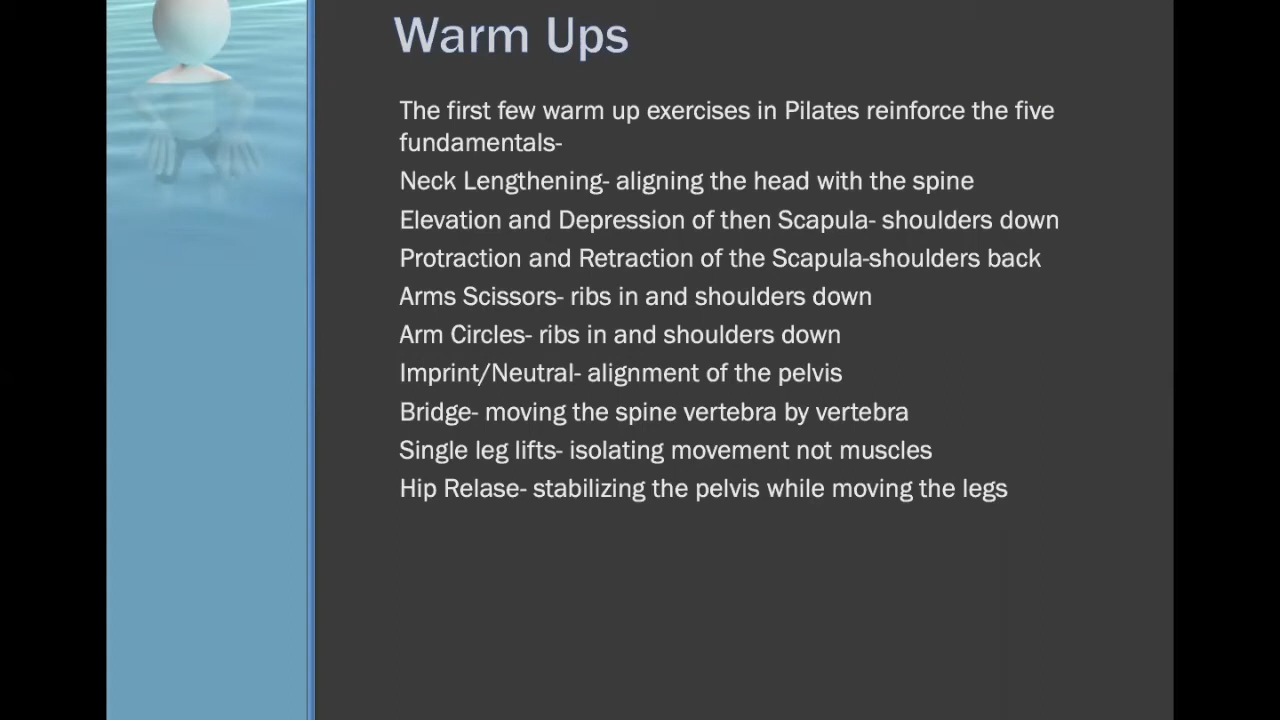 Warm Ups
The first few warm up exercises in Pilates reinforce the five
fundamentals-
Neck Lengthening- aligning the head with the spine
Elevation and Depression of then Scapula- shoulders down
Protraction and Retraction of the Scapula-shoulders back
Arms Scissors- ribs in and shoulders down
Arm Circles- ribs in and shoulders down
Imprint/Neutral- alignment of the pelvis
Bridge- moving the spine vertebra by vertebra
Single leg lifts- isolating movement not muscles
Hip Relase- stabilizing the pelvis while moving the legs